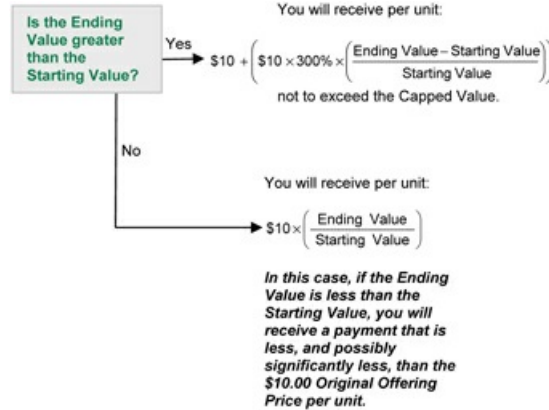 Is the Ending
Value greater
than the
Starting Value?
Yes
You will receive per unit:
$10 + ($10 × 300% × (Ending Value – Starting Value / Starting Value))
not to exceed the Capped Value.
No
You will receive per unit:
$10 × (Ending Value / Starting Value)
In this case, if the Ending
Value is less than the
Starting Value, you will
receive a payment that is
less, and possibly
significantly less, than the
$10.00 Original Offering
Price per unit.